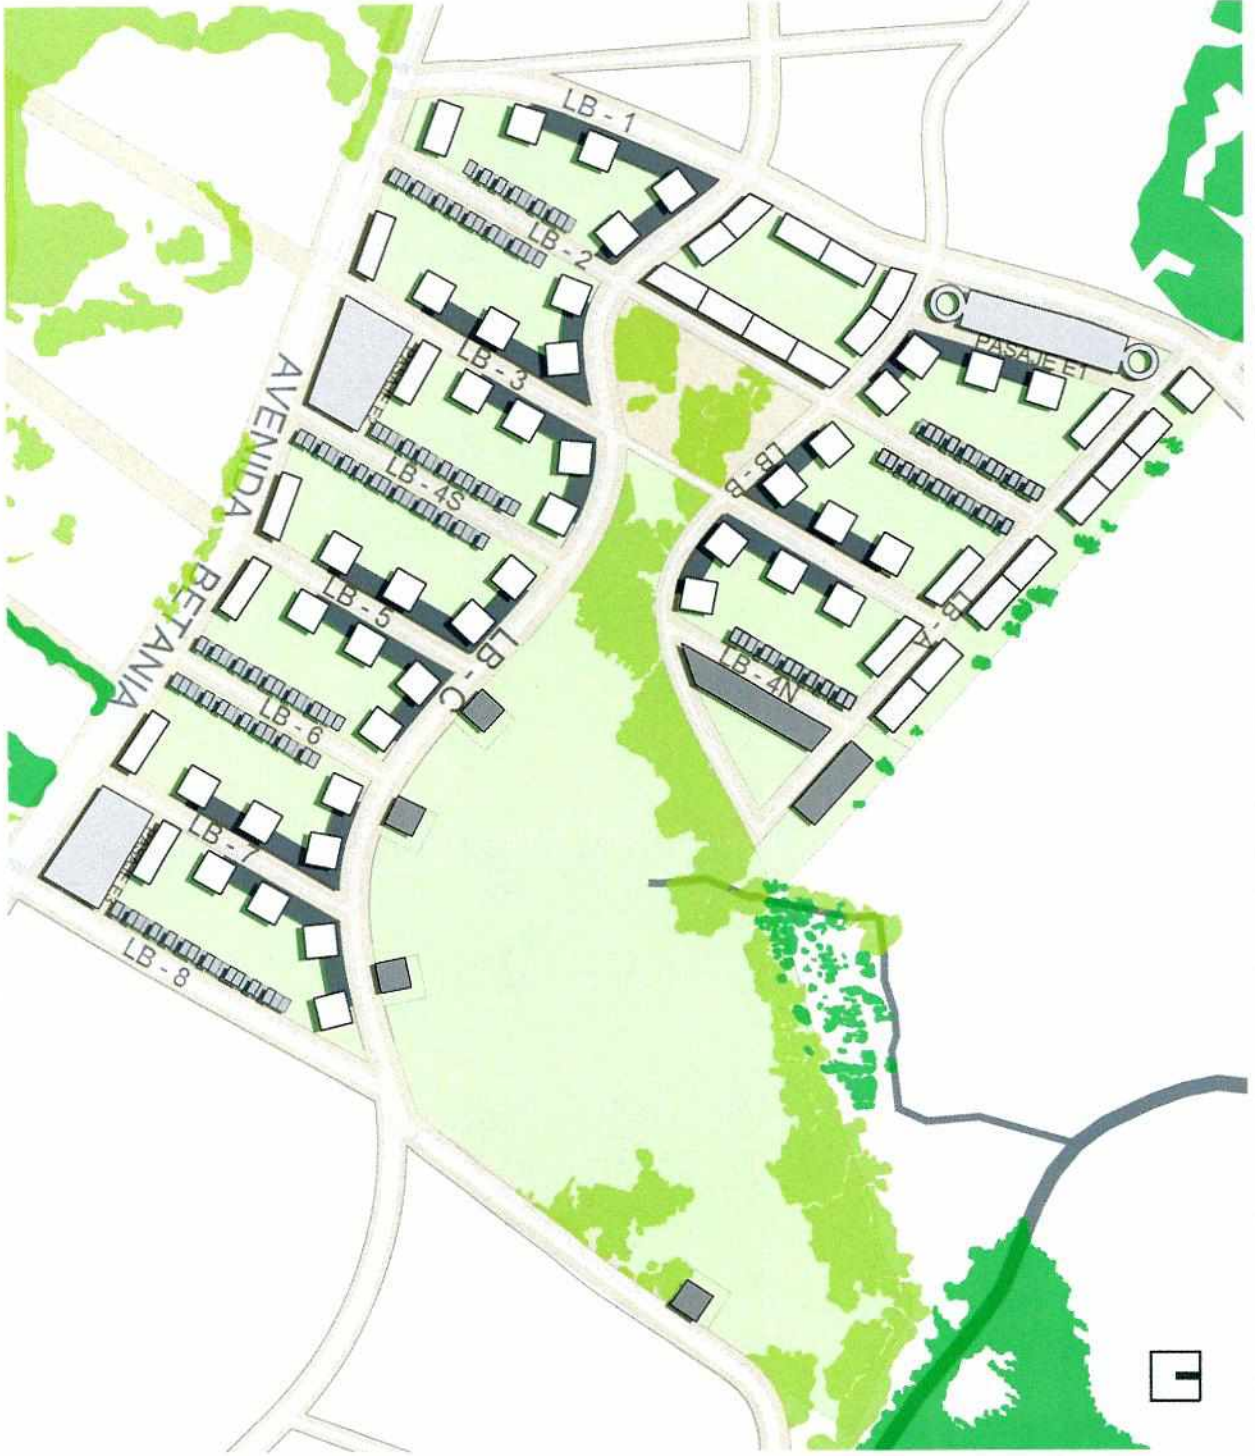 LB - 1
LB - 2
PASAJE E1
LB - 3
AVENIDA BETANIA
LB - 4S
LB - B
LB - 5
LB - A
LB - C
LB - 4N
LB - 6
LB - 7
LB - 8